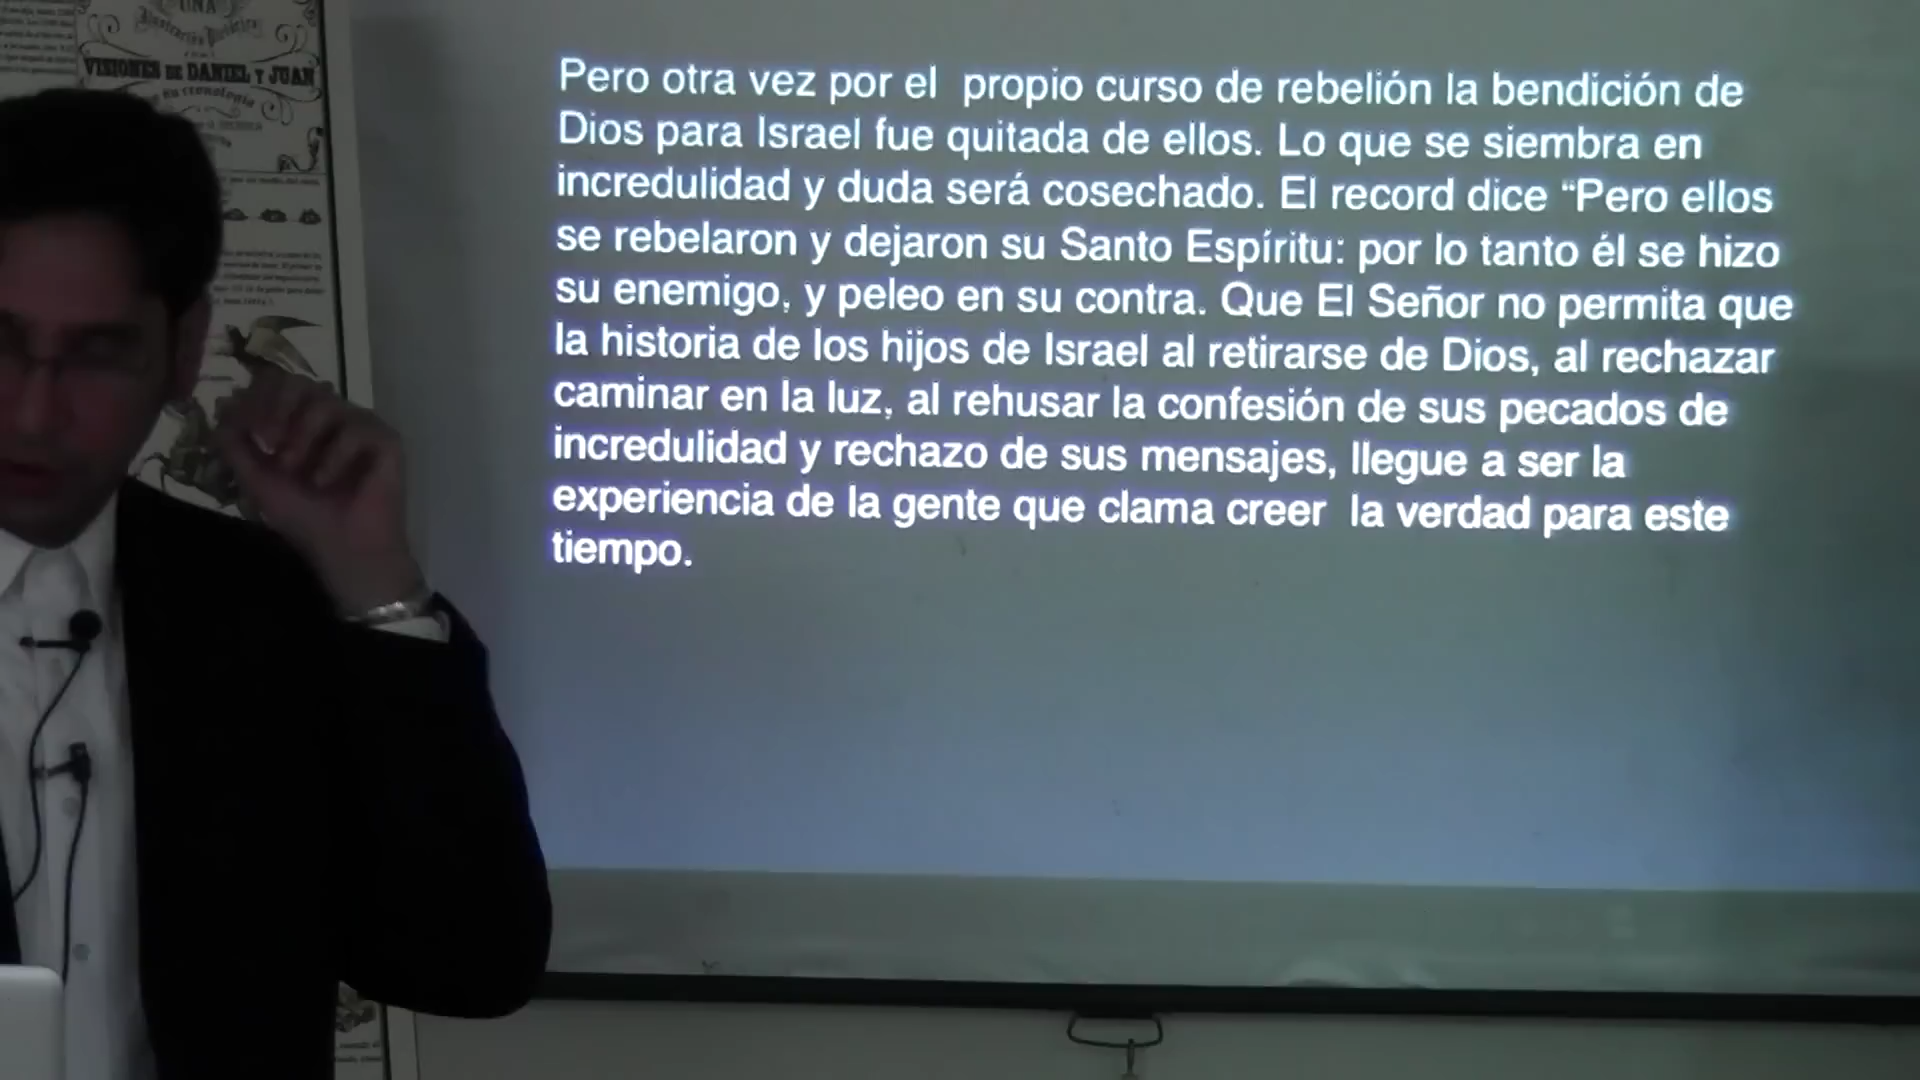 UNA
VISIONES DE DANIEL Y JUAN
su cronología
Pero otra vez por el propio curso de rebelión la bendición de
Dios para Israel fue quitada de ellos. Lo que se siembra en
incredulidad y duda será cosechado. El record dice “Pero ellos
se rebelaron y dejaron su Santo Espíritu: por lo tanto él se hizo
su enemigo, y peleo en su contra. Que El Señor no permita que
la historia de los hijos de Israel al retirarse de Dios, al rechazar
caminar en la luz, al rehusar la confesión de sus pecados de
incredulidad y rechazo de sus mensajes, llegue a ser la
experiencia de la gente que clama creer la verdad para este
tiempo.